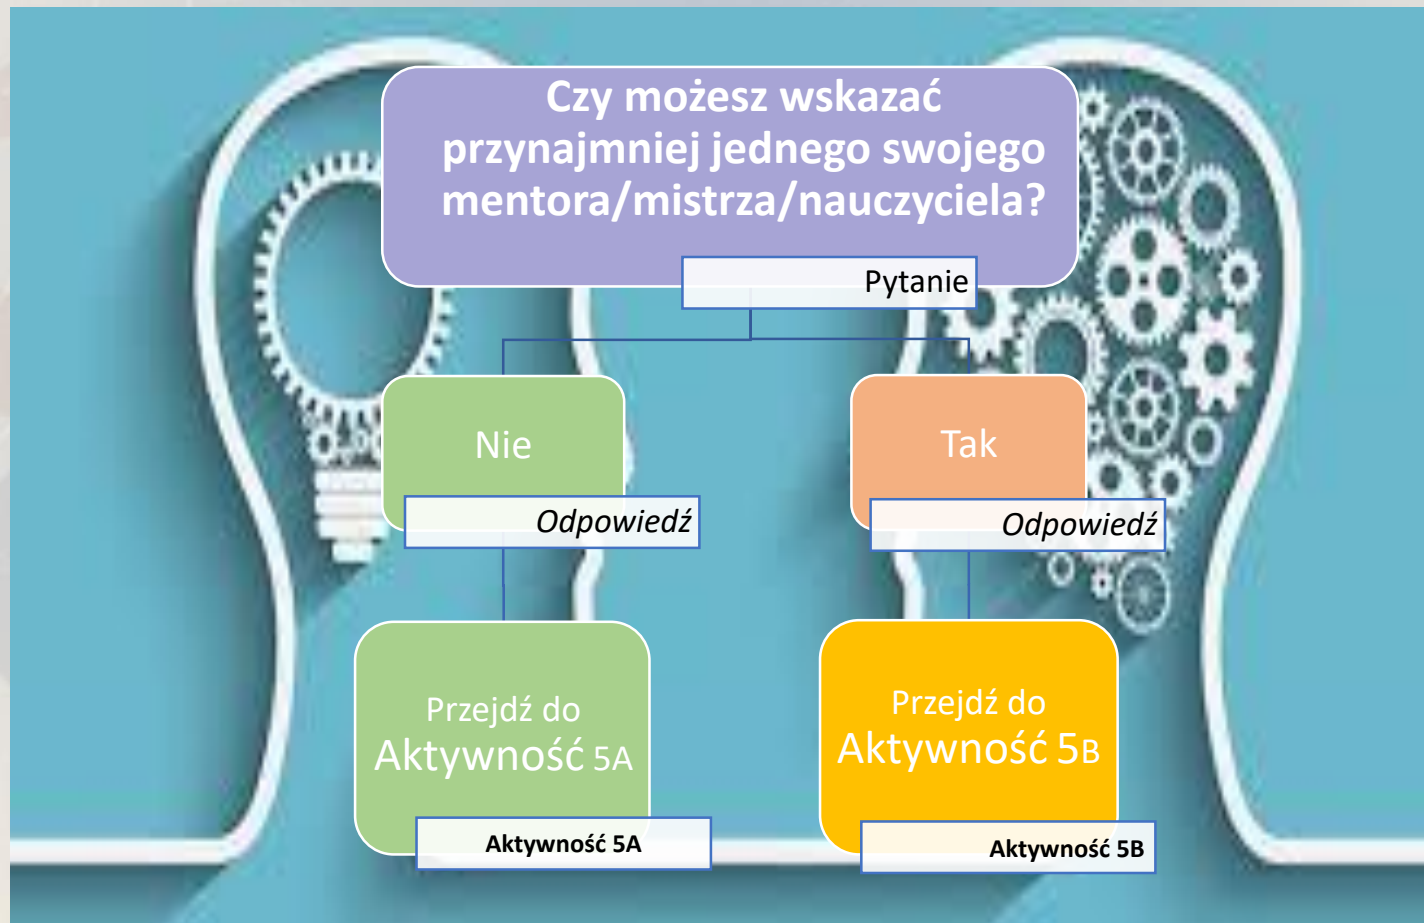 Czy możesz wskazać
przynajmniej jednego swojego
mentora/mistrza/nauczyciela?
Pytanie
Nie
Odpowiedź
Tak
Odpowiedź
Przejdź do
Aktywność 5A
Aktywność 5A
Przejdź do
Aktywność 5B
Aktywność 5B